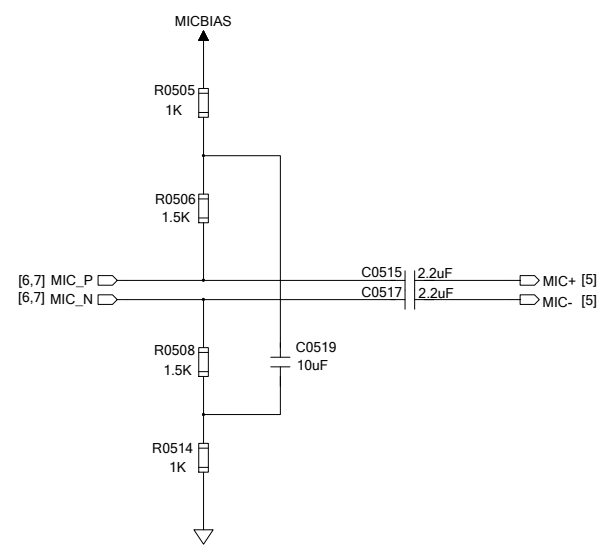 MICBIAS
R0505
1K
R0506
1.5K
[6,7] MIC_P C0515 2.2uF MIC+ [5]
[6,7] MIC_N C0517 2.2uF MIC- [5]
R0508
1.5K
C0519
10uF
R0514
1K